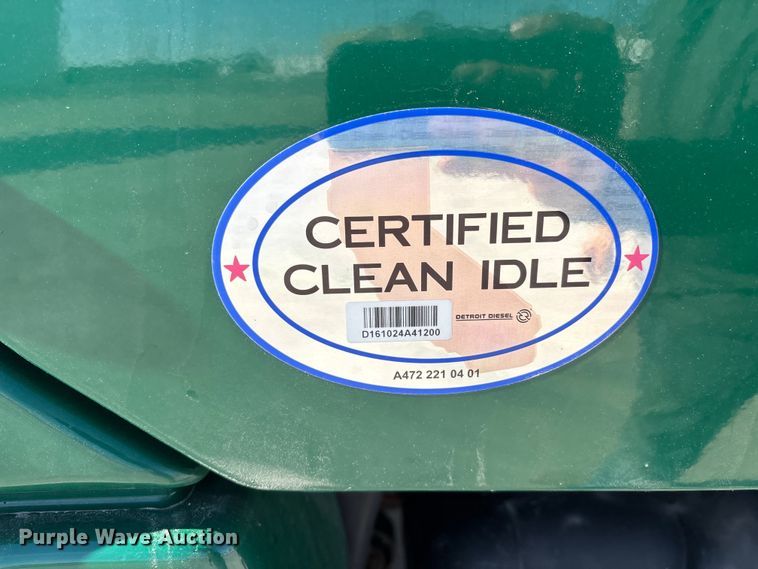 CERTIFIED
CLEAN IDLE
D161024A41200
DETROIT DIESEL
A472 221 04 01
Purple Wave Auction